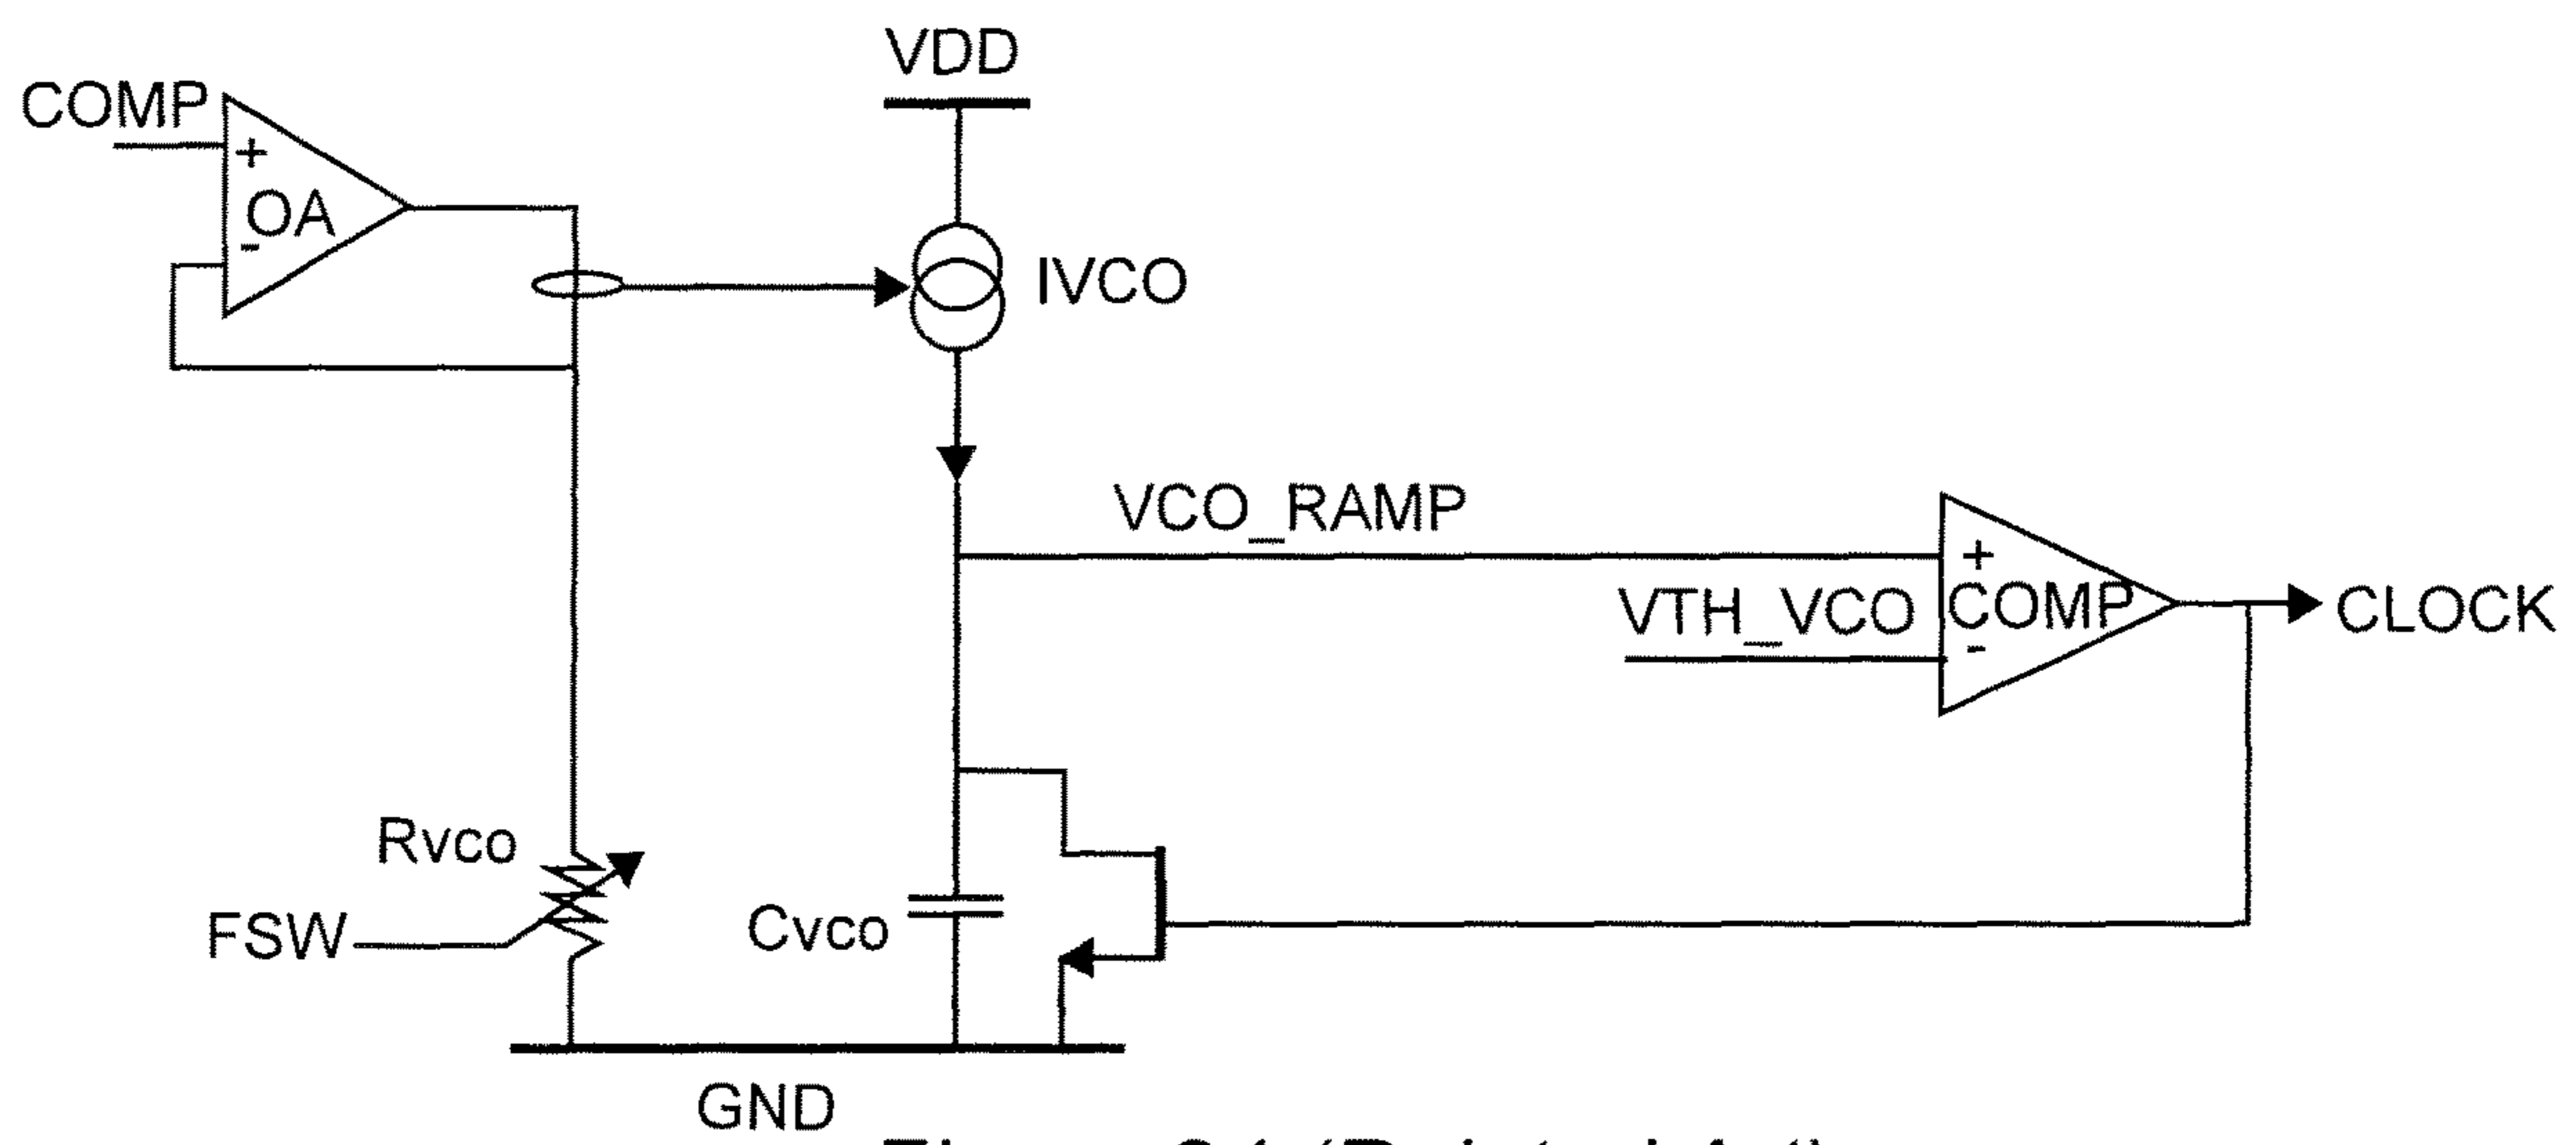 VDD
COMP
+
OA
-
IVCO
VCO_RAMP
+
VTH_VCO
COMP
-
CLOCK
Rvco
FSW
Cvco
GND